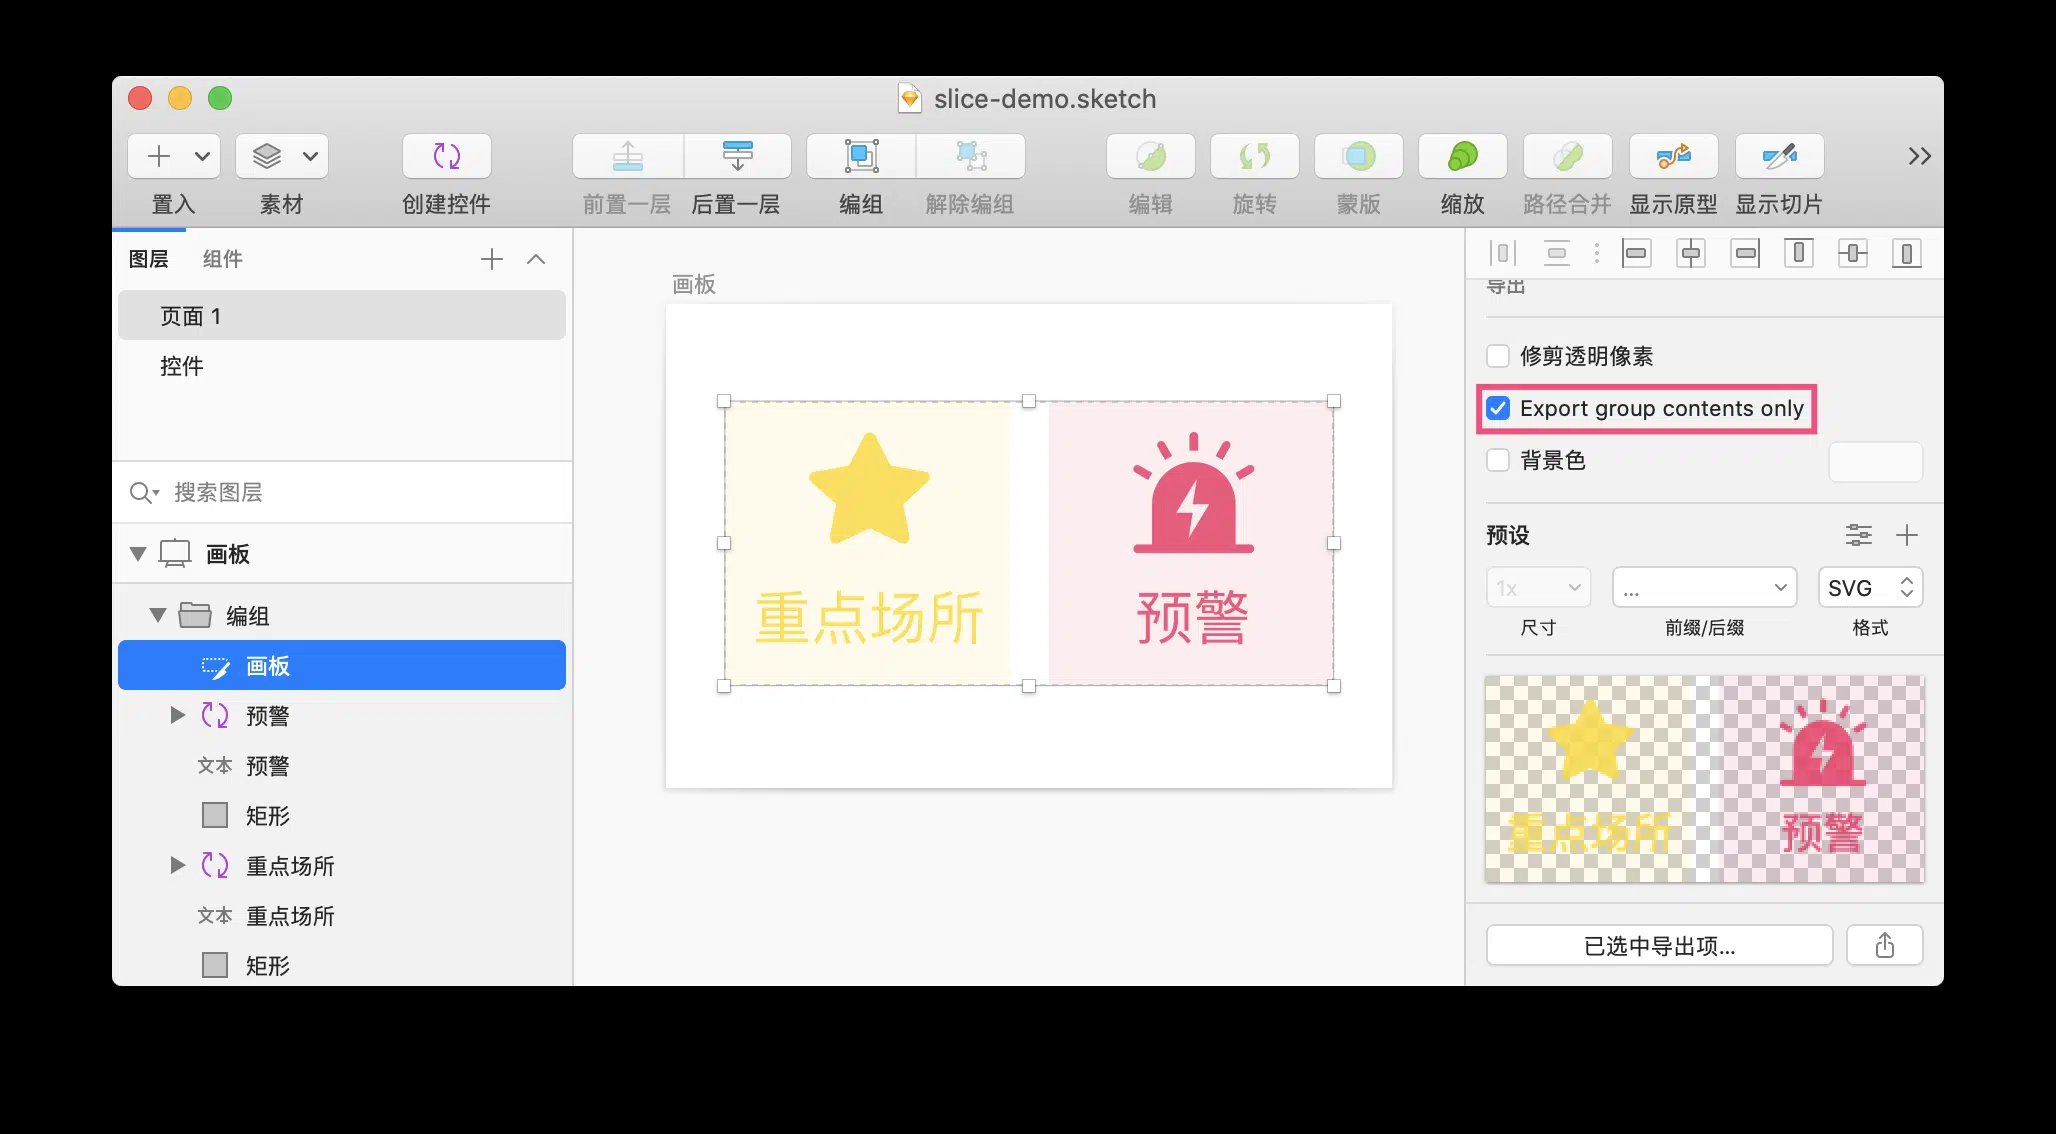 slice-demo.sketch
置入
素材
创建控件
前置一层
后置一层
编组
解除编组
编辑
旋转
蒙版
缩放
路径合并
显示原型
显示切片
图层
组件
页面 1
控件
搜索图层
画板
编组
画板
预警
文本 预警
矩形
重点场所
文本 重点场所
矩形
画板
重点场所
预警
导出
修剪透明像素
Export group contents only
背景色
预设
1x
...
SVG
尺寸
前缀/后缀
格式
重点场所
预警
已选中导出项...